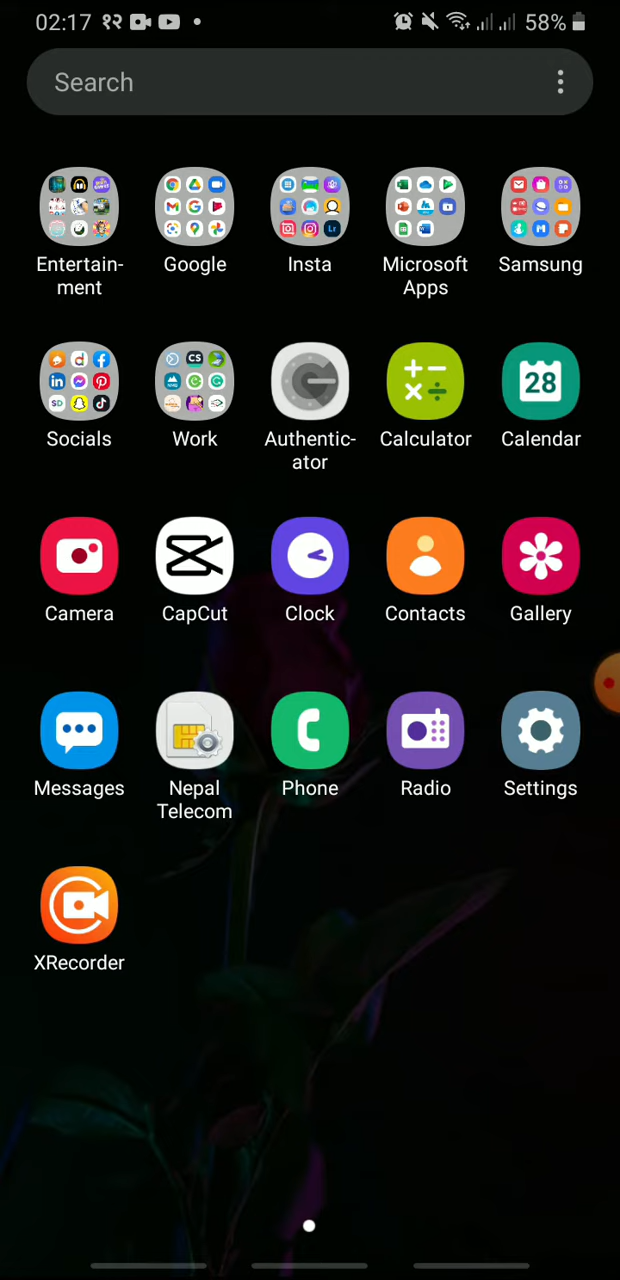 02:17 १२ 58%
Search
Entertain-
ment
Google
Insta
Microsoft
Apps
Samsung
Socials
Work
Authentic-
ator
Calculator
28
Calendar
Camera
CapCut
Clock
Contacts
Gallery
Messages
Nepal
Telecom
Phone
Radio
Settings
XRecorder